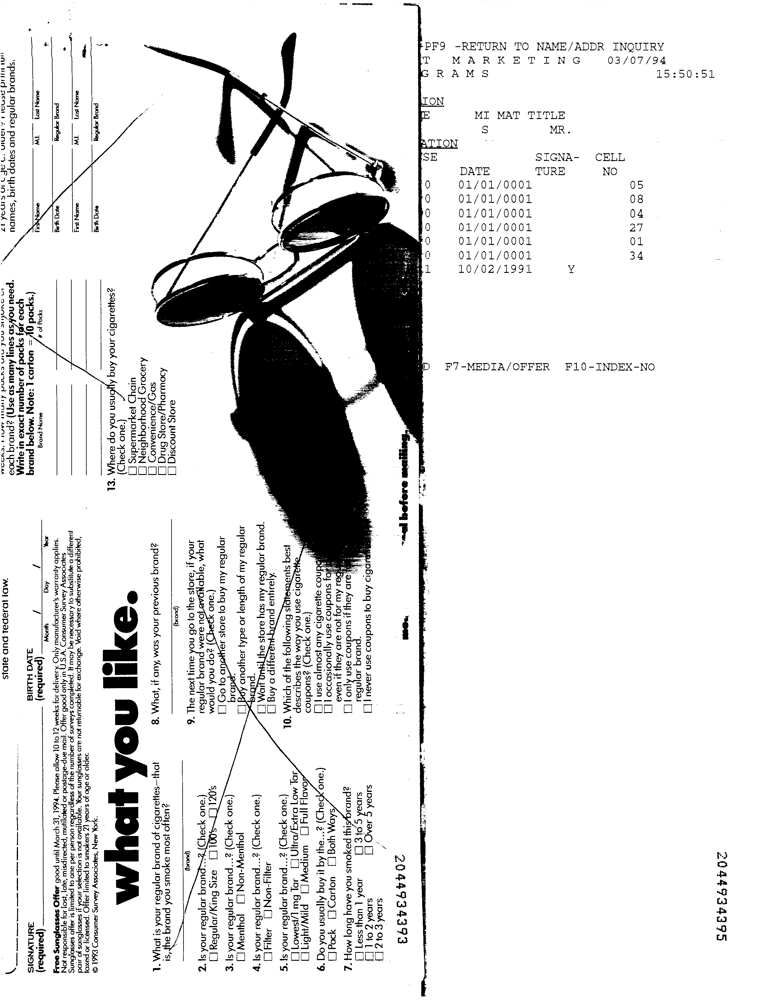 PF9 -RETURN TO NAME/ADDR INQUIRY
T M A R K E T I N G 03/07/94
G R A M S 15:50:51
ION
E MI MAT TITLE
S MR.
ATION
SE SIGNA- CELL
DATE TURE NO
0 01/01/0001 05
0 01/01/0001 08
0 01/01/0001 04
0 01/01/0001 27
0 01/01/0001 01
0 01/01/0001 34
1 10/02/1991 Y
D F7-MEDIA/OFFER F10-INDEX-NO
2044934395
state and federal law.
SIGNATURE
(required)
BIRTH DATE
(required)
Month Day Year
Free Sunglasses Offer good until March 31, 1994. Please allow 10 to 12 weeks for delivery. Only manufacturer's warranty applies.
Not responsible for lost, late, misdirected, mutilated or postage-due mail. Offer good only in U.S.A. Consumer Survey Associates
Sunglasses offer is limited to one per person regardless of the number of surveys completed. It may be necessary to substitute a different
pair of sunglasses if your selection is not available. Your sunglasses are not returnable for exchange. Void where otherwise prohibited,
taxed or licensed. Offer limited to smokers 21 years of age or older.
© 1993 Consumer Survey Associates, New York.
what you like.
1. What is your regular brand of cigarettes—that
is, the brand you smoke most often?
(brand)
2. Is your regular brand...? (Check one.)
□ Regular/King Size □ 100's □ 120's
3. Is your regular brand...? (Check one.)
□ Menthol □ Non-Menthol
4. Is your regular brand...? (Check one.)
□ Filter □ Non-Filter
5. Is your regular brand...? (Check one.)
□ Lowest/1 mg Tar □ Ultra/Extra Low Tar
□ Light/Mild □ Medium □ Full Flavor
6. Do you usually buy it by the...? (Check one.)
□ Pack □ Carton □ Both Ways
7. How long have you smoked this brand?
□ Less than 1 year □ 3 to 5 years
□ 1 to 2 years □ Over 5 years
□ 2 to 3 years
2044934393
8. What, if any, was your previous brand?
(brand)
9. The next time you go to the store, if your
regular brand were not available, what
would you do? (Check one.)
□ Go to another store to buy my regular
brand.
□ Buy another type or length of my regular
brand.
□ Wait until the store has my regular brand.
□ Buy a different brand entirely.
10. Which of the following statements best
describes the way you use cigarette
coupons? (Check one.)
□ I use almost any cigarette coupo
□ I occasionally use coupons for
even if they are not for my reg
□ I only use coupons if they are
regular brand.
□ I never use coupons to buy cigar
each brand? (Use as many lines as you need.
Write in exact number of packs for each
brand below. Note: 1 carton = 10 packs.)
Brand Name # of Packs
13. Where do you usually buy your cigarettes?
(Check one.)
□ Supermarket Chain
□ Neighborhood Grocery
□ Convenience/Gas
□ Drug Store/Pharmacy
□ Discount Store
al before mailing.
names, birth dates and regular brands.
First Name M.I. Last Name
Birth Date Regular Brand
First Name M.I. Last Name
Birth Date Regular Brand